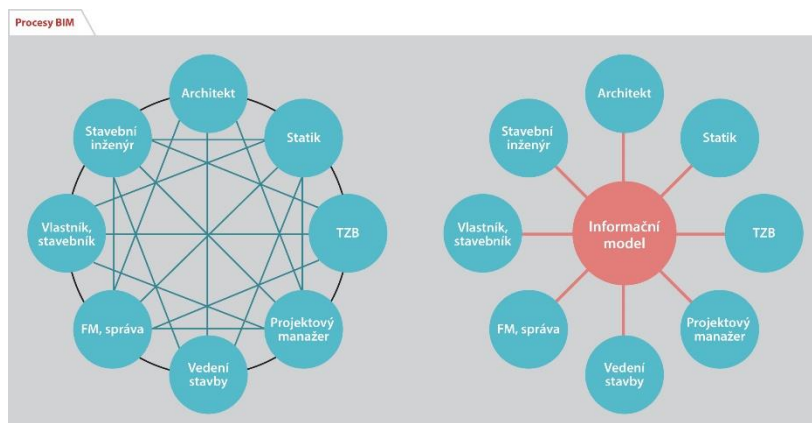 Procesy BIM
Architekt
Stavební
inženýr
Statik
Vlastník,
stavebník
TZB
FM, správa
Projektový
manažer
Vedení
stavby
Architekt
Stavební
inženýr
Statik
Vlastník,
stavebník
Informační
model
TZB
FM, správa
Projektový
manažer
Vedení
stavby